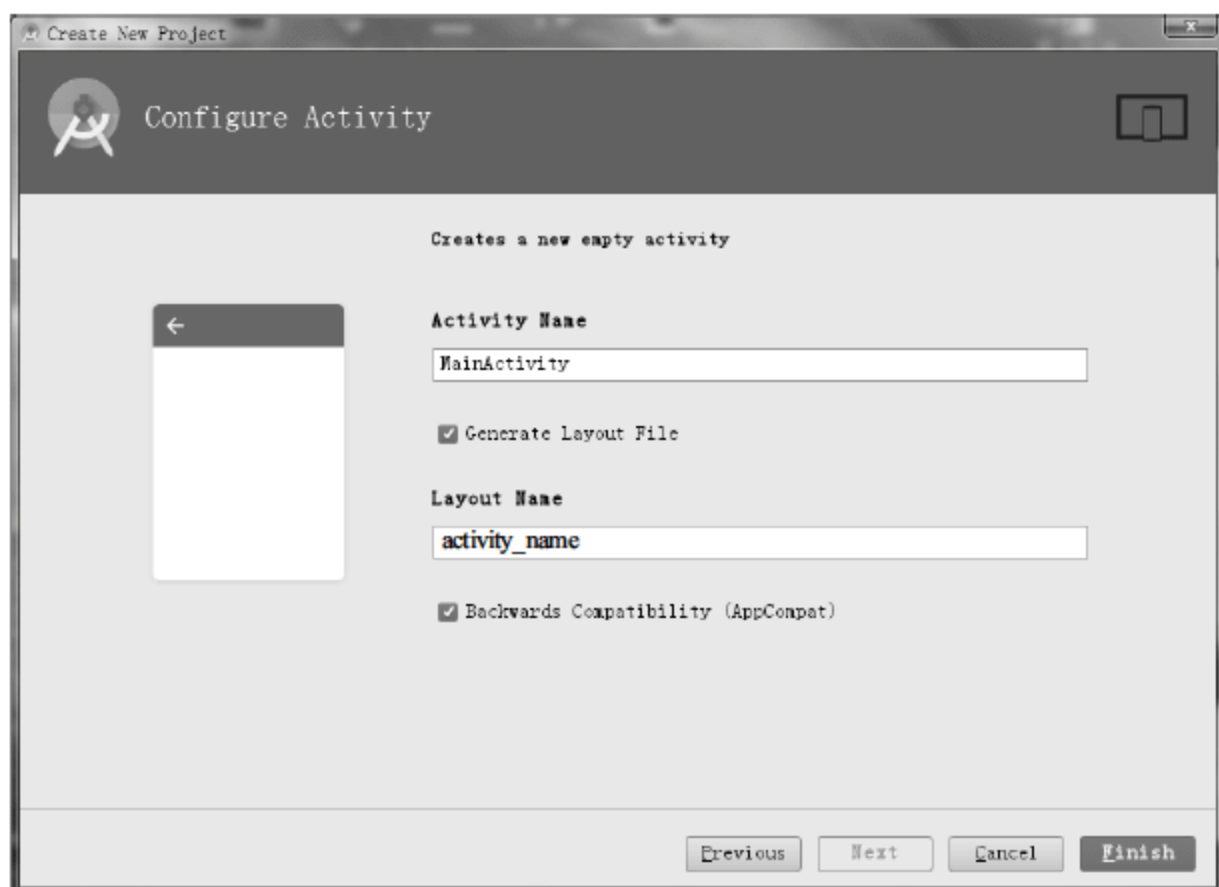 Create New Project
Configure Activity
Creates a new empty activity
Activity Name
MainActivity
Generate Layout File
Layout Name
activity_name
Backwards Compatibility (AppCompat)
Previous
Next
Cancel
Finish